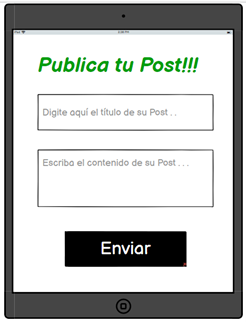 Publica tu Post!!!
Digite aquí el título de su Post . .
Escriba el contenido de su Post . . .
Enviar